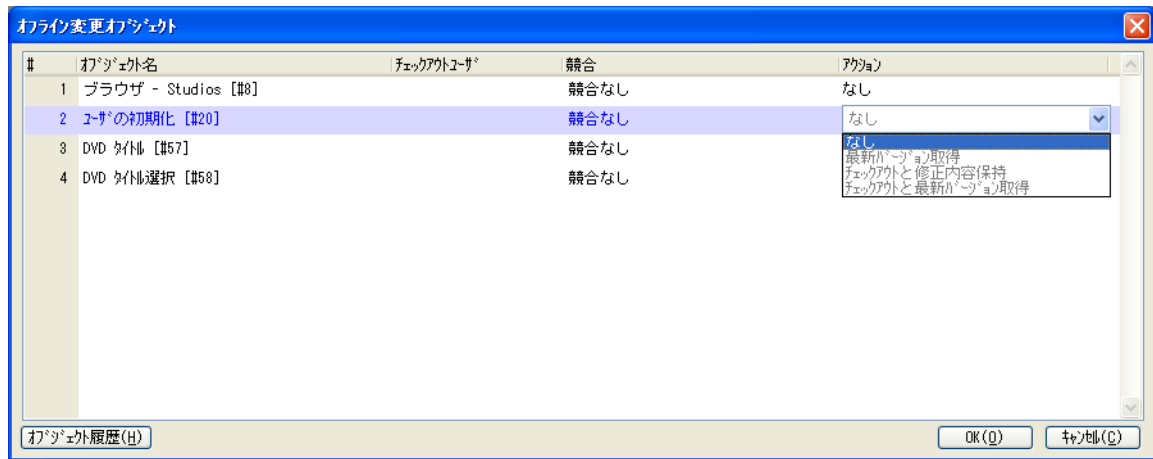 ｵﾌﾗｲﾝ変更ｵﾌﾞｼﾞｪｸﾄ
# ｵﾌﾞｼﾞｪｸﾄ名 ﾁｪｯｸｱｳﾄﾕｰｻﾞ 競合 ｱｸｼｮﾝ
1 ブラウザ - Studios [#8] 競合なし なし
2 ﾕｰｻﾞの初期化 [#20] 競合なし なし
なし
3 DVD ﾀｲﾄﾙ [#57] 競合なし
最新ﾊﾞｰｼﾞｮﾝ取得
ﾁｪｯｸｱｳﾄと修正内容保持
4 DVD ﾀｲﾄﾙ選択 [#58] 競合なし
ﾁｪｯｸｱｳﾄと最新ﾊﾞｰｼﾞｮﾝ取得
ｵﾌﾞｼﾞｪｸﾄ履歴(H) OK(O) ｷｬﾝｾﾙ(C)